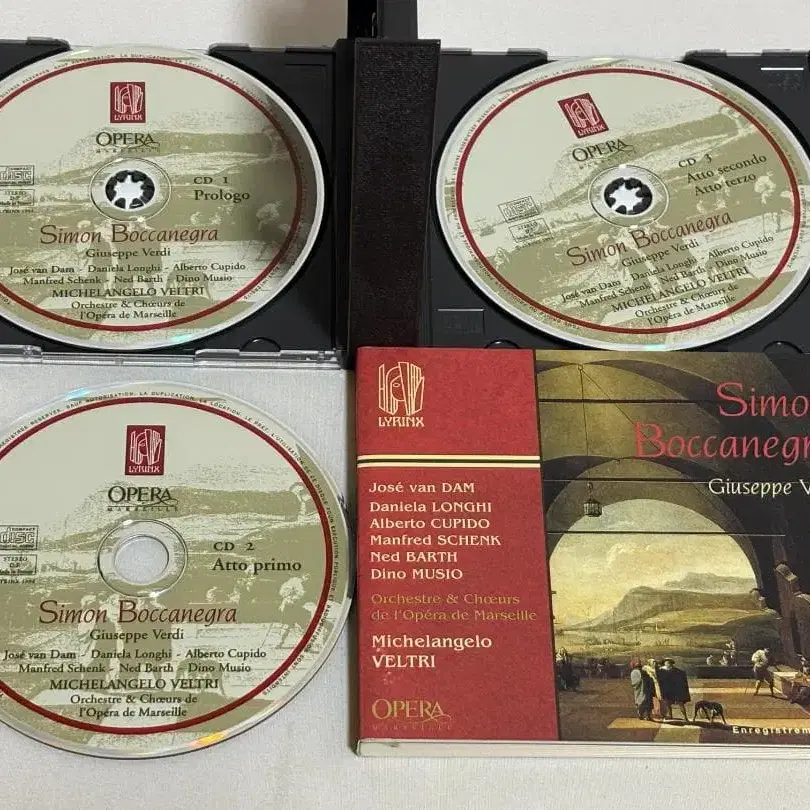 LYRINX
OPERA
MARSEILLE
CD 1
Prologo
Simon Boccanegra
Giuseppe Verdi
José van Dam - Daniela Longhi - Alberto Cupido
Manfred Schenk - Ned Barth - Dino Musio
MICHELANGELO VELTRI
Orchestre & Chœurs de
l'Opéra de Marseille
LYRINX
OPERA
CD 3
Atto secondo
Atto terzo
Simon Boccanegra
Giuseppe Verdi
José van Dam - Daniela Longhi - Alberto Cupido
Manfred Schenk - Ned Barth - Dino Musio
MICHELANGELO VELTRI
Orchestre & Chœurs de
l'Opéra de Marseille
LYRINX
OPERA
MARSEILLE
CD 2
Atto primo
STEREO
Simon Boccanegra
Giuseppe Verdi
José van Dam - Daniela Longhi - Alberto Cupido
Manfred Schenk - Ned Barth - Dino Musio
MICHELANGELO VELTRI
Orchestre & Chœurs de
l'Opéra de Marseille
LYRINX
José van DAM
Daniela LONGHI
Alberto CUPIDO
Manfred SCHENK
Ned BARTH
Dino MUSIO
Orchestre & Chœurs
de l'Opéra de Marseille
Michelangelo
VELTRI
OPERA
MARSEILLE
Simon
Boccanegra
Giuseppe V
Enregistrem